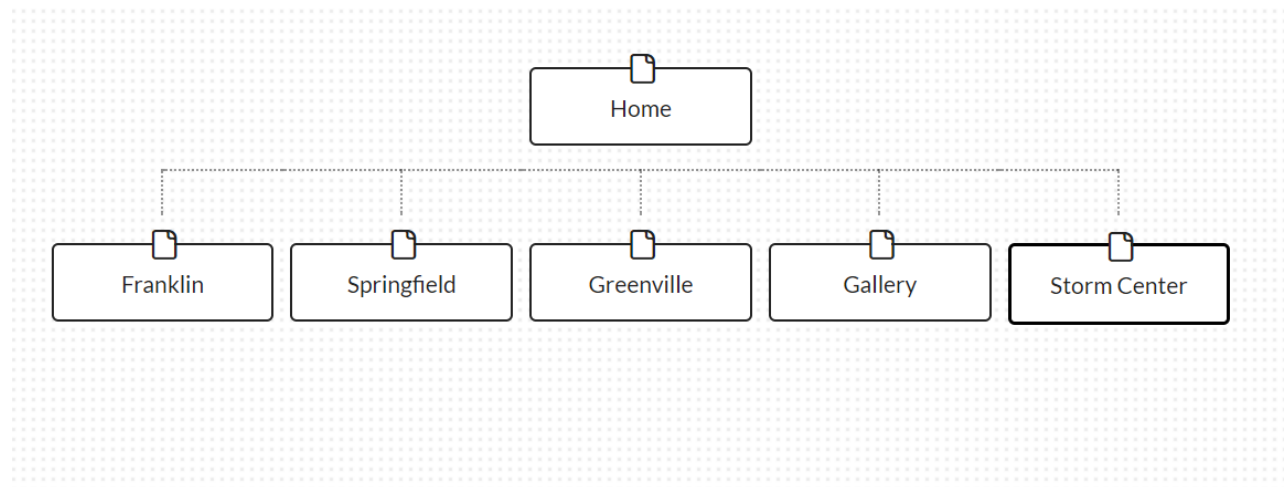 Home
Franklin
Springfield
Greenville
Gallery
Storm Center